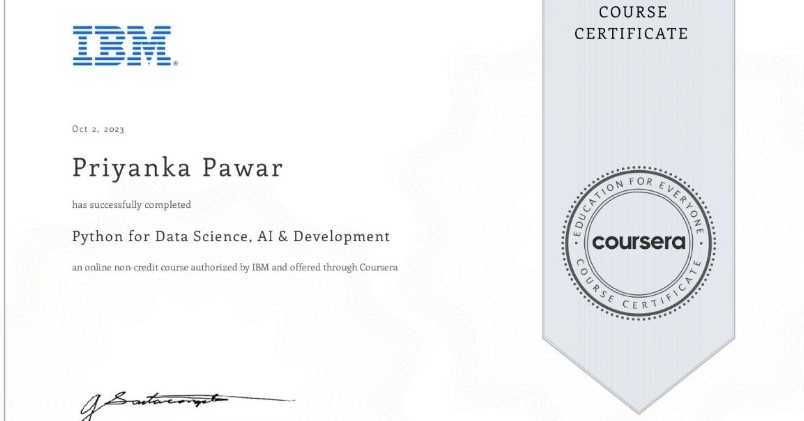 IBM
COURSE
CERTIFICATE
Oct 2, 2023
Priyanka Pawar
has successfully completed
Python for Data Science, AI & Development
an online non-credit course authorized by IBM and offered through Coursera
EDUCATION FOR EVERYONE
coursera
COURSE CERTIFICATE